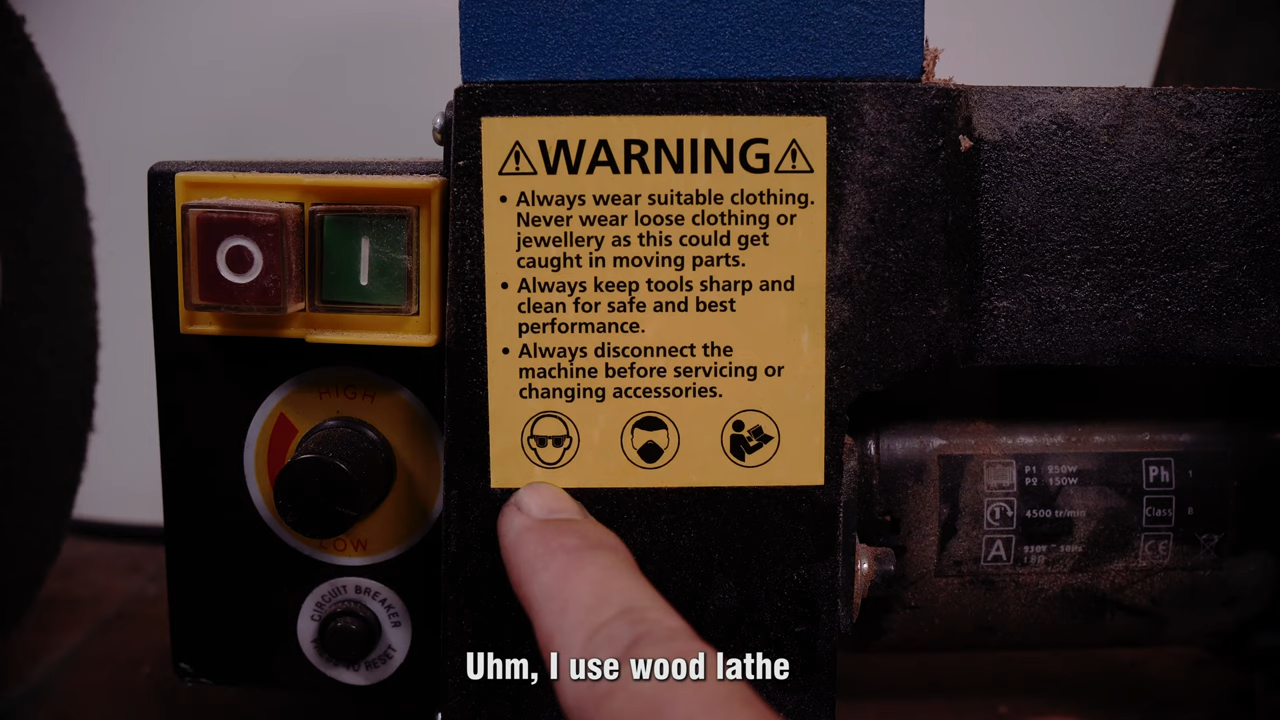 WARNING
• Always wear suitable clothing.
Never wear loose clothing or
jewellery as this could get
caught in moving parts.
• Always keep tools sharp and
clean for safe and best
performance.
• Always disconnect the
machine before servicing or
changing accessories.
O I
HIGH
LOW
CIRCUIT BREAKER
TO RESET
P1 : 250W
P2 : 150W
Ph 1
4500 tr/min
Class B
A
CE
Uhm, I use wood lathe